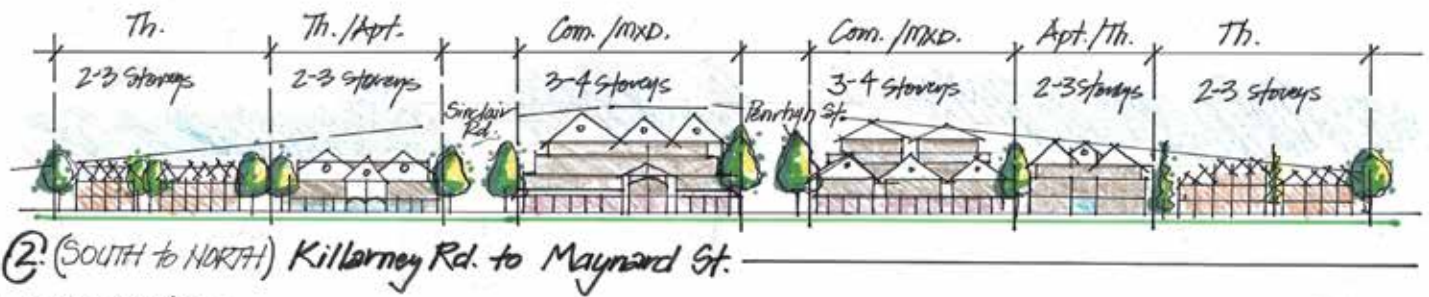 Th. Th./Apt. Com./MXD. Com./MXD. Apt./Th. Th.
2-3 Storeys 2-3 Storeys 3-4 Storeys 3-4 Storeys 2-3 Storeys 2-3 storeys
Sinclair Rd.
Penrhyn St.
2. (SOUTH to NORTH) Killarney Rd. to Maynard St.